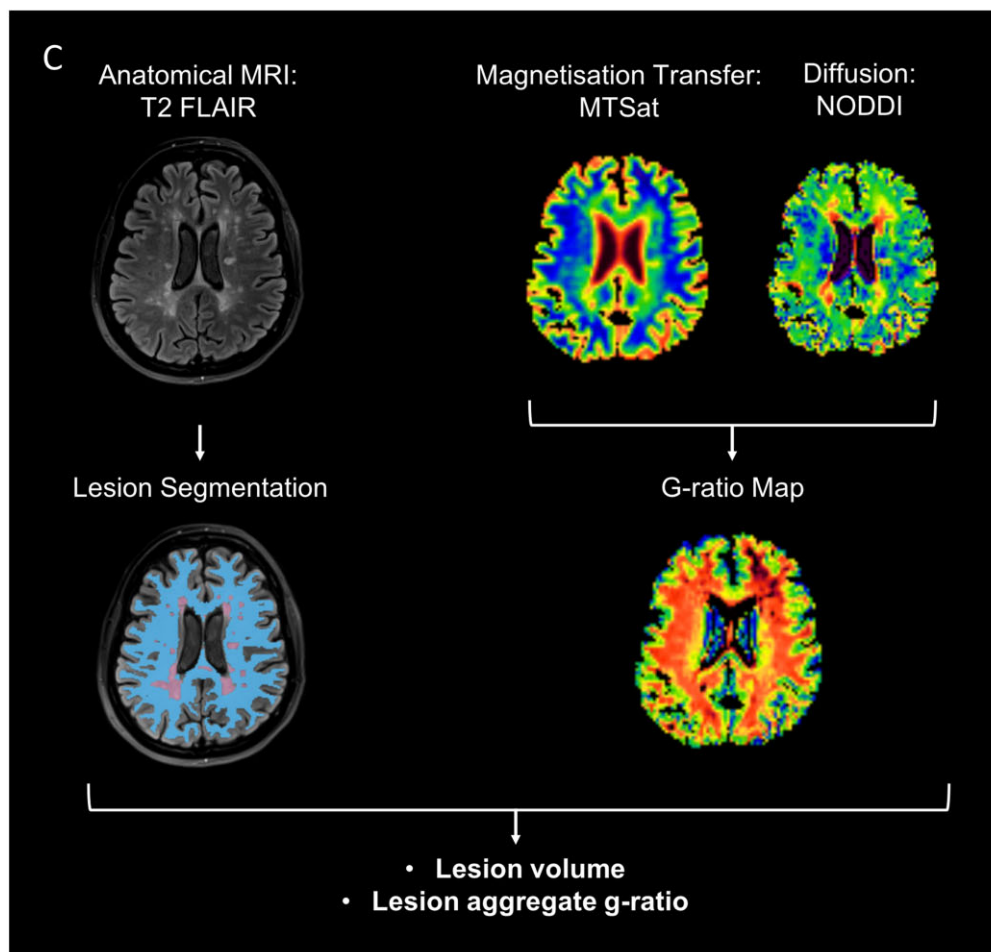 C
Anatomical MRI:
T2 FLAIR
Magnetisation Transfer:
MTSat
Diffusion:
NODDI
Lesion Segmentation
G-ratio Map
• Lesion volume
• Lesion aggregate g-ratio